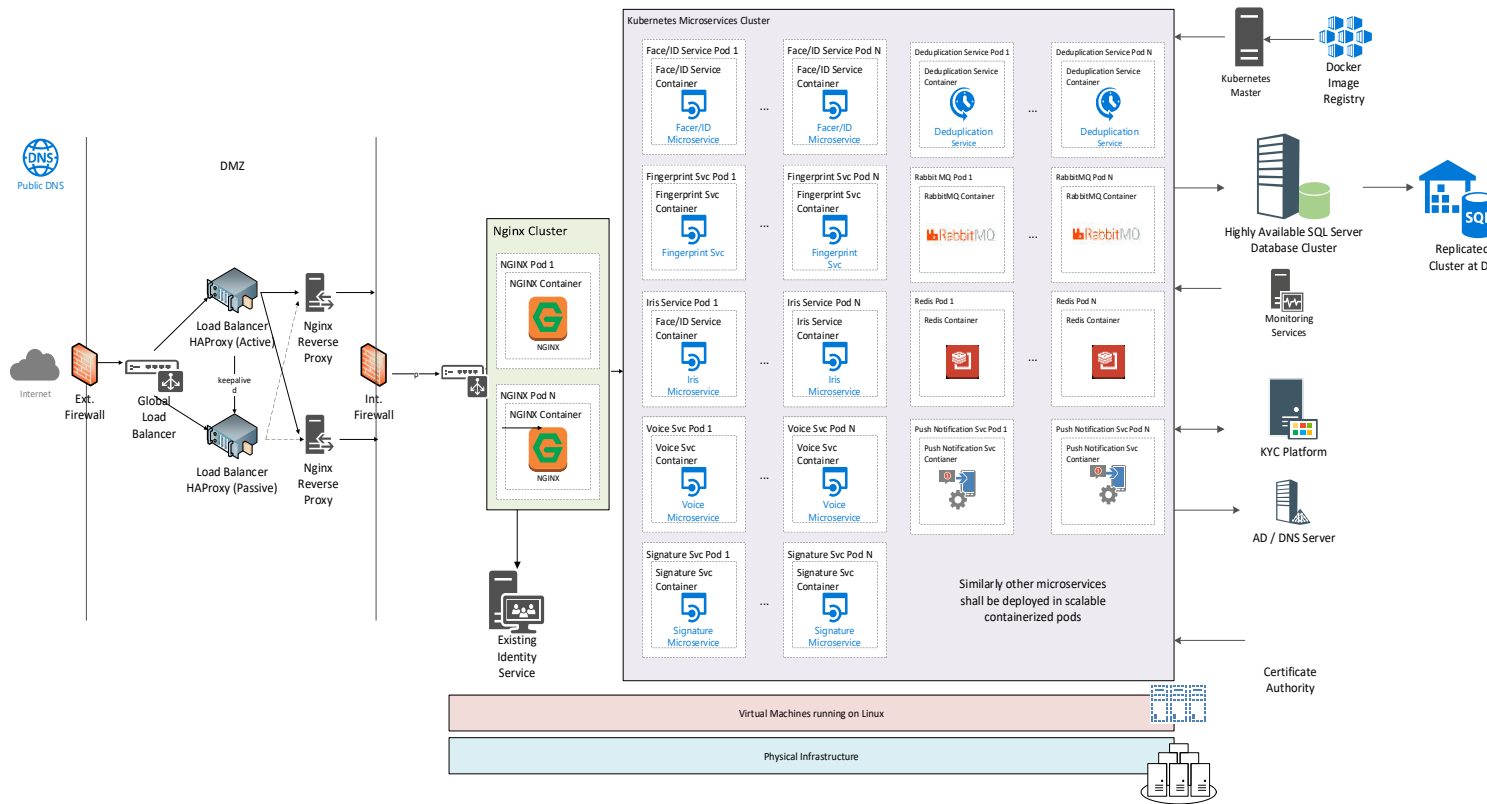 Kubernetes Microservices Cluster
Face/ID Service Pod 1
Face/ID Service
Container
Facer/ID
Microservice
...
Face/ID Service Pod N
Face/ID Service
Container
Facer/ID
Microservice
Deduplication Service Pod 1
Deduplication Service
Container
Deduplication
Service
...
Deduplication Service Pod N
Deduplication Service
Container
Deduplication
Service
Fingerprint Svc Pod 1
Fingerprint Svc
Container
Fingerprint Svc
...
Fingerprint Svc Pod N
Fingerprint Svc
Container
Fingerprint
Svc
Rabbit MQ Pod 1
RabbitMQ Container
RabbitMQ
...
RabbitMQ Pod N
RabbitMQ Container
RabbitMQ
Iris Service Pod 1
Face/ID Service
Container
Iris
Microservice
...
Iris Service Pod N
Iris Service
Container
Iris
Microservice
Redis Pod 1
Redis Container
...
Redis Pod N
Redis Container
Voice Svc Pod 1
Voice Svc
Container
Voice
Microservice
...
Voice Svc Pod N
Voice Svc
Container
Voice
Microservice
Push Notification Svc Pod 1
Push Notification Svc
Contianer
Push Notification Svc Pod N
Push Notification Svc
Contianer
Signature Svc Pod 1
Signature Svc
Container
Signature
Microservice
...
Signature Svc Pod N
Signature Svc
Container
Signature
Microservice
Similarly other microservices
shall be deployed in scalable
containerized pods
DNS
Public DNS
DMZ
Internet
Ext.
Firewall
Global
Load
Balancer
Load Balancer
HAProxy (Active)
keepalive
d
Load Balancer
HAProxy (Passive)
Nginx
Reverse
Proxy
Nginx
Reverse
Proxy
Int.
Firewall
p
Nginx Cluster
NGINX Pod 1
NGINX Container
NGINX
NGINX Pod N
NGINX Container
NGINX
Existing
Identity
Service
Kubernetes
Master
Docker
Image
Registry
Highly Available SQL Server
Database Cluster
SQL
Replicated
Cluster at D
Monitoring
Services
KYC Platform
AD / DNS Server
Certificate
Authority
Virtual Machines running on Linux
Physical Infrastructure